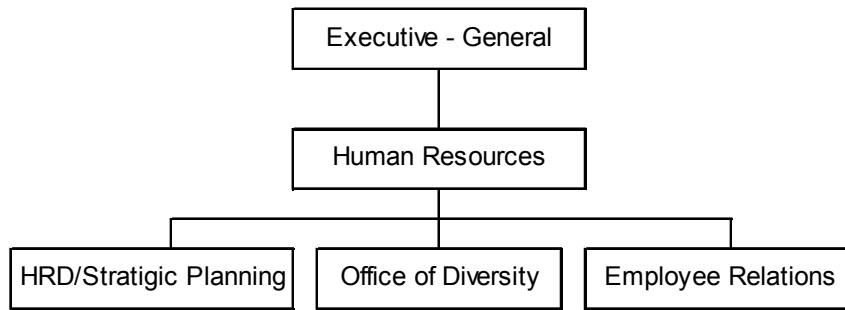 Executive - General
Human Resources
HRD/Stratigic Planning
Office of Diversity
Employee Relations